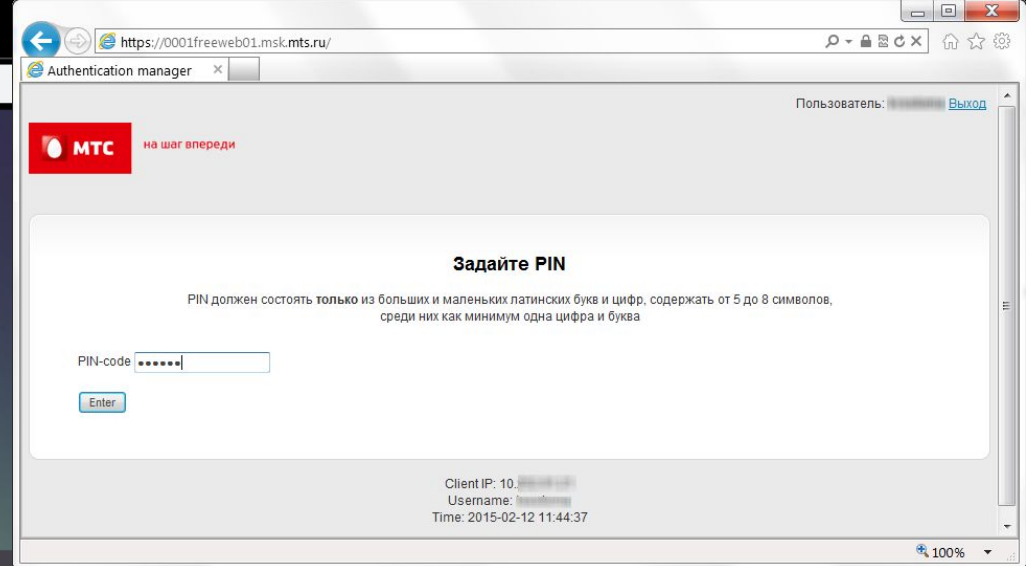 https://0001freeweb01.msk.mts.ru/
Authentication manager
Пользователь: Выход
МТС на шаг впереди
Задайте PIN
PIN должен состоять только из больших и маленьких латинских букв и цифр, содержать от 5 до 8 символов,
среди них как минимум одна цифра и буква
PIN-code ••••••
Enter
Client IP: 10.
Username:
Time: 2015-02-12 11:44:37
100%